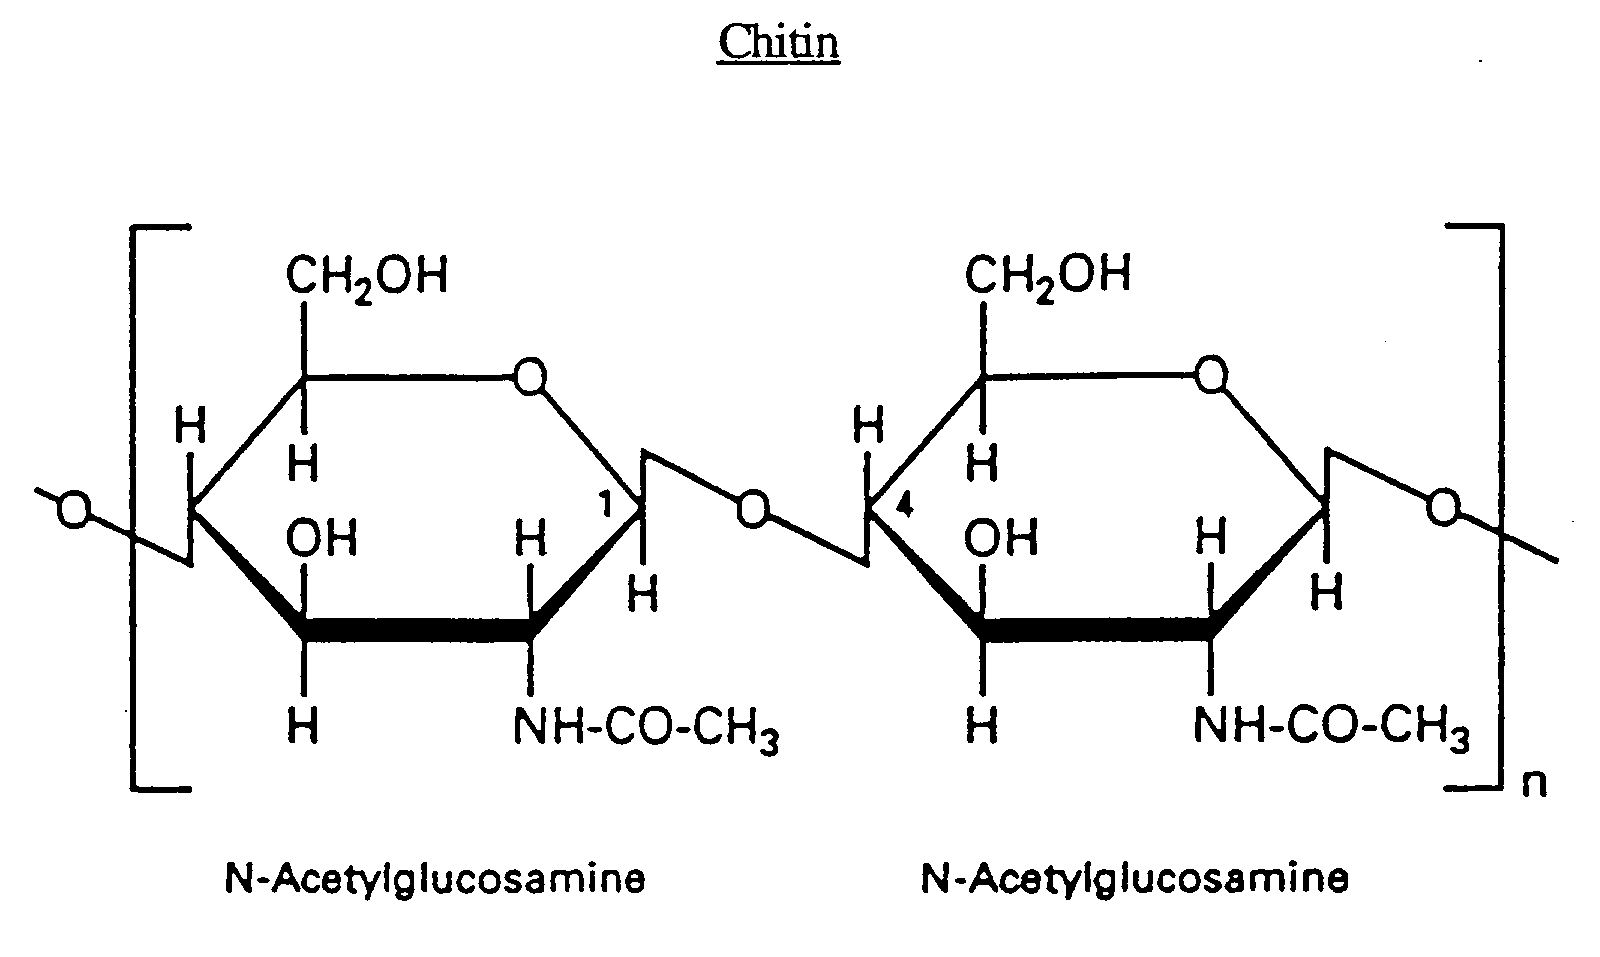 Chitin
CH2OH CH2OH
O O
H H
H H
O 1 O 4 O
OH H OH H
H H
H NH-CO-CH3 H NH-CO-CH3
n
N-Acetylglucosamine N-Acetylglucosamine